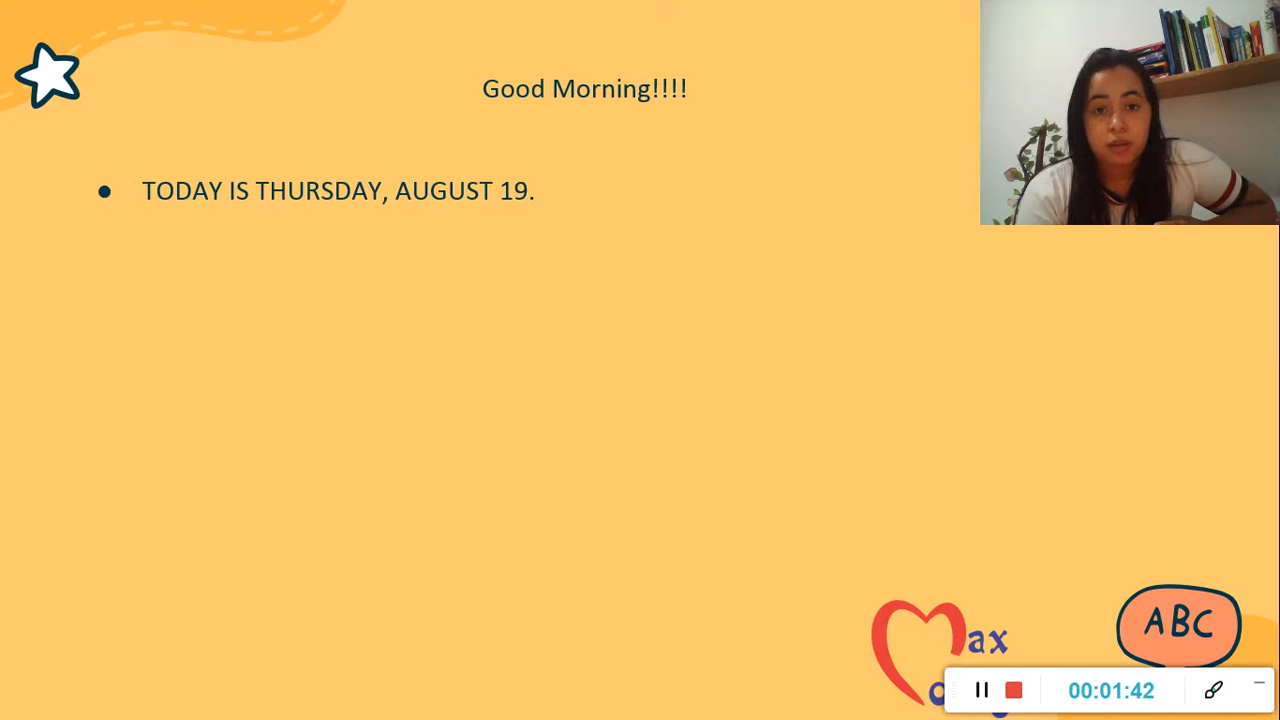 Good Morning!!!!
• TODAY IS THURSDAY, AUGUST 19.
ax
ABC
00:01:42